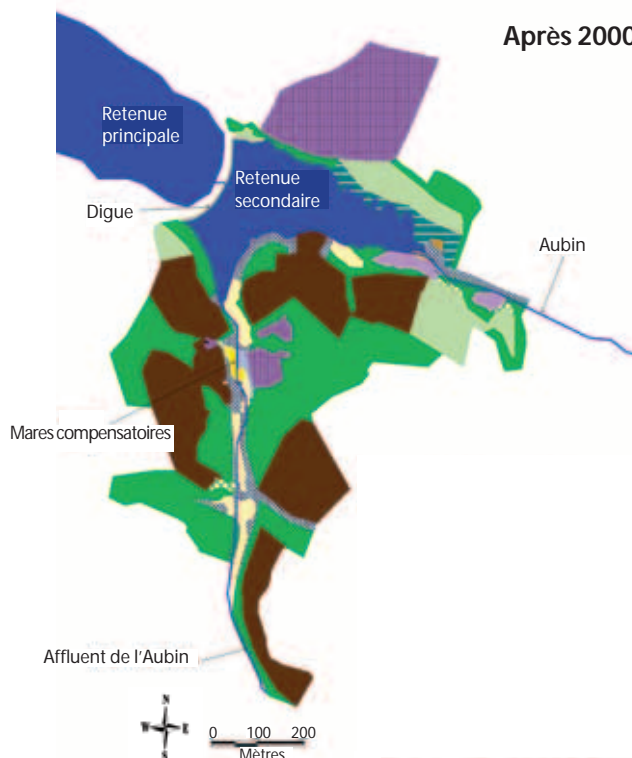 Après 2000
Retenue
principale
Retenue
secondaire
Digue
Aubin
Mares compensatoires
Affluent de l'Aubin
N
W E
S
0 100 200
Mètres